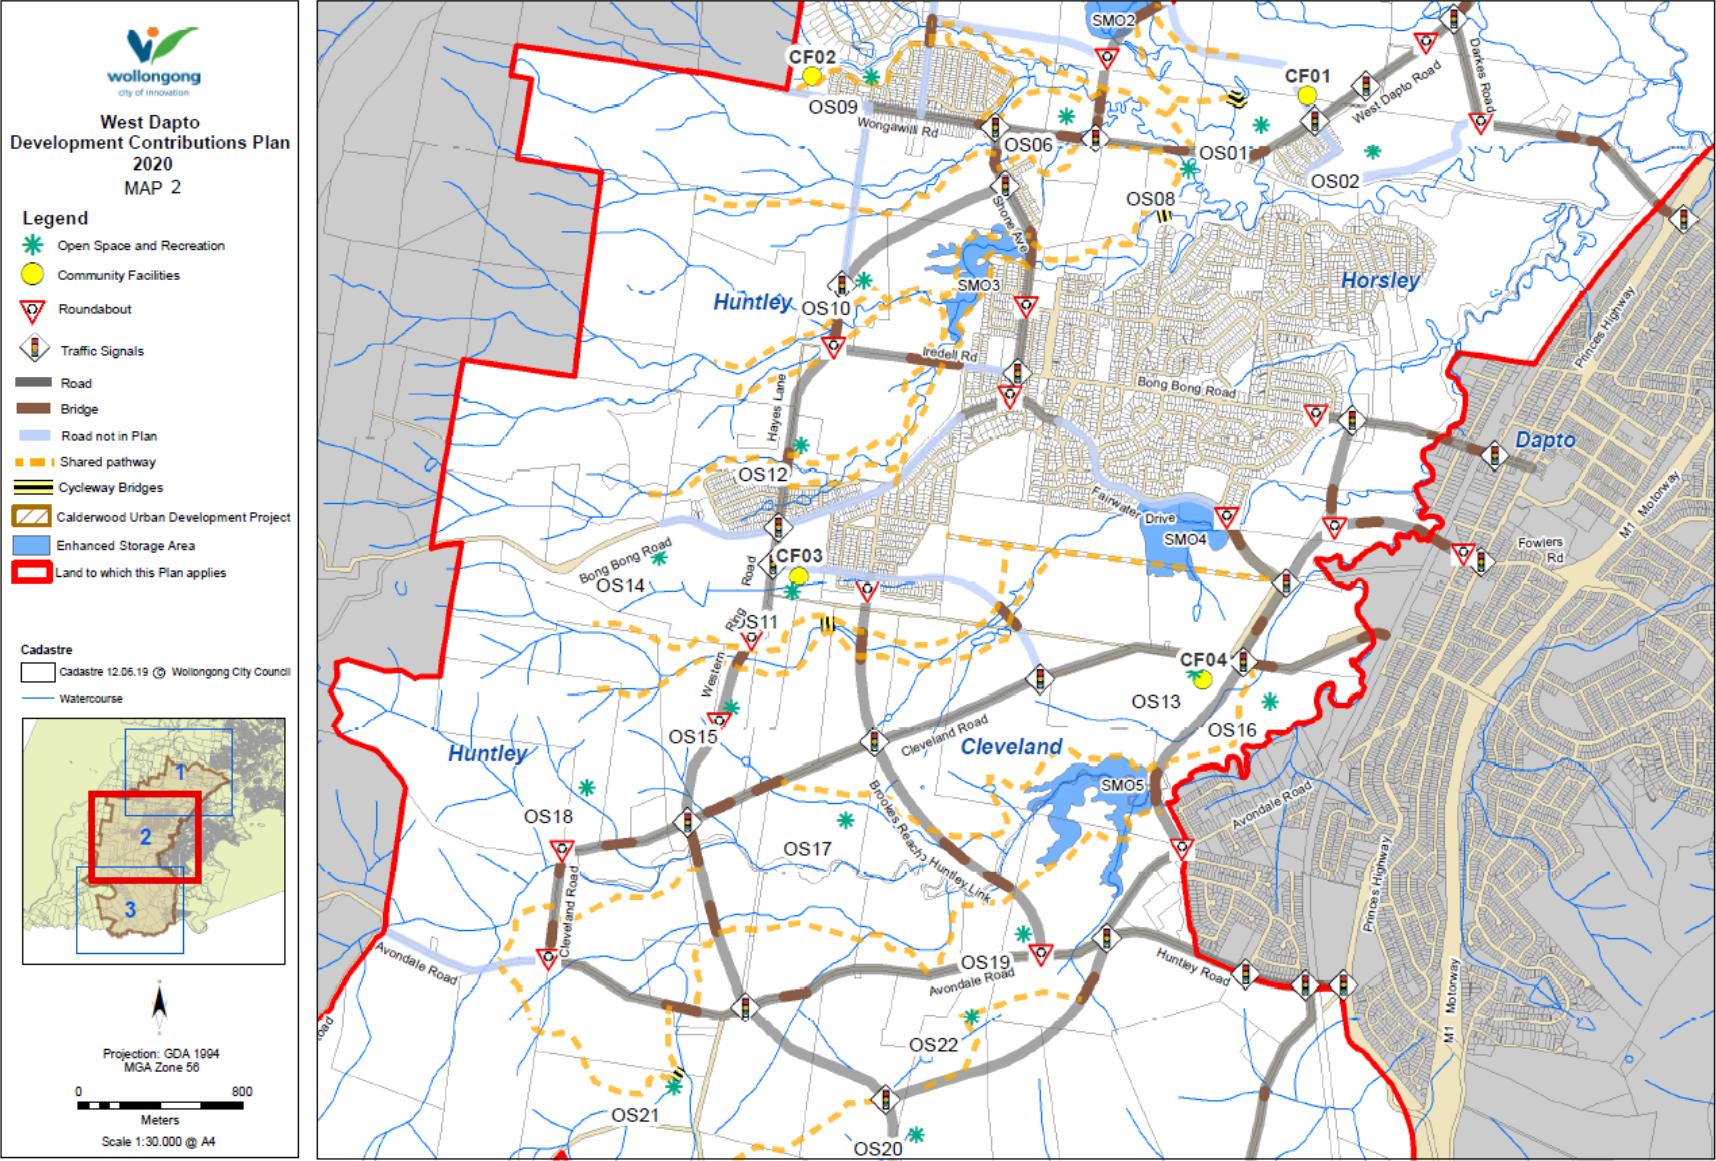 wollongong
city of innovation
West Dapto
Development Contributions Plan
2020
MAP 2
Legend
Open Space and Recreation
Community Facilities
Roundabout
Traffic Signals
Road
Bridge
Road not in Plan
Shared pathway
Cycleway Bridges
Calderwood Urban Development Project
Enhanced Storage Area
Land to which this Plan applies
Cadastre
Cadastre 12.06.19 © Wollongong City Council
Watercourse
1
2
3
Projection: GDA 1994
MGA Zone 56
0 800
Meters
Scale 1:30.000 @ A4
SMO2
CF02
CF01
Darkes Road
West Dapto Road
OS09
Wongawilli Rd
OS06
OS01
OS02
OS08
Shone Ave
SMO3
Huntley
Horsley
OS10
Princes Highway
Iredell Rd
Hayes Lane
Bong Bong Road
Dapto
OS12
M1 Motorway
Fairwater Drive
SMO4
Fowlers
Rd
Bong Bong Road
CF03
OS14
Western Ring Road
OS11
CF04
OS13
OS16
OS15
Cleveland Road
Huntley
Cleveland
SMO5
Avondale Road
Brookes Reach
Huntley Link
OS18
OS17
Cleveland Road
Princes Highway
Avondale Road
OS19
Avondale Road
Huntley Road
M1 Motorway
oad
OS22
OS21
OS20